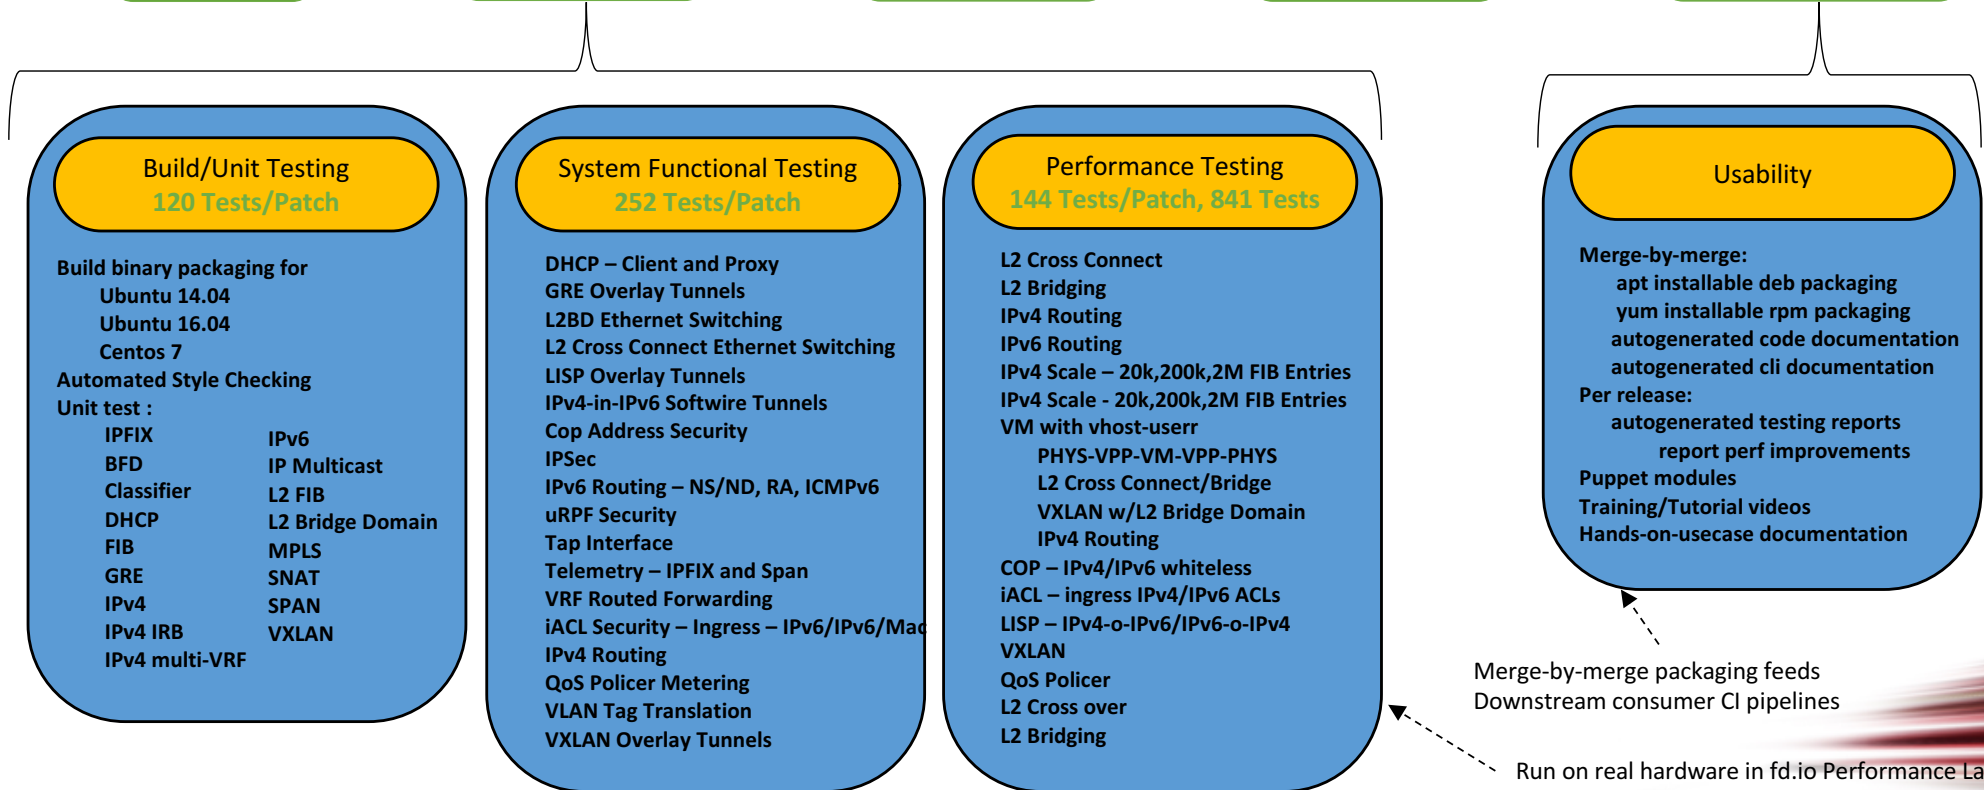 Build/Unit Testing
120 Tests/Patch
Build binary packaging for
Ubuntu 14.04
Ubuntu 16.04
Centos 7
Automated Style Checking
Unit test :
IPFIX
BFD
Classifier
DHCP
FIB
GRE
IPv4
IPv4 IRB
IPv4 multi-VRF
IPv6
IP Multicast
L2 FIB
L2 Bridge Domain
MPLS
SNAT
SPAN
VXLAN
System Functional Testing
252 Tests/Patch
DHCP – Client and Proxy
GRE Overlay Tunnels
L2BD Ethernet Switching
L2 Cross Connect Ethernet Switching
LISP Overlay Tunnels
IPv4-in-IPv6 Softwire Tunnels
Cop Address Security
IPSec
IPv6 Routing – NS/ND, RA, ICMPv6
uRPF Security
Tap Interface
Telemetry – IPFIX and Span
VRF Routed Forwarding
iACL Security – Ingress – IPv6/IPv6/Mac
IPv4 Routing
QoS Policer Metering
VLAN Tag Translation
VXLAN Overlay Tunnels
Performance Testing
144 Tests/Patch, 841 Tests
L2 Cross Connect
L2 Bridging
IPv4 Routing
IPv6 Routing
IPv4 Scale – 20k,200k,2M FIB Entries
IPv4 Scale - 20k,200k,2M FIB Entries
VM with vhost-userr
PHYS-VPP-VM-VPP-PHYS
L2 Cross Connect/Bridge
VXLAN w/L2 Bridge Domain
IPv4 Routing
COP – IPv4/IPv6 whiteless
iACL – ingress IPv4/IPv6 ACLs
LISP – IPv4-o-IPv6/IPv6-o-IPv4
VXLAN
QoS Policer
L2 Cross over
L2 Bridging
Usability
Merge-by-merge:
apt installable deb packaging
yum installable rpm packaging
autogenerated code documentation
autogenerated cli documentation
Per release:
autogenerated testing reports
report perf improvements
Puppet modules
Training/Tutorial videos
Hands-on-usecase documentation
Merge-by-merge packaging feeds
Downstream consumer CI pipelines
Run on real hardware in fd.io Performance La